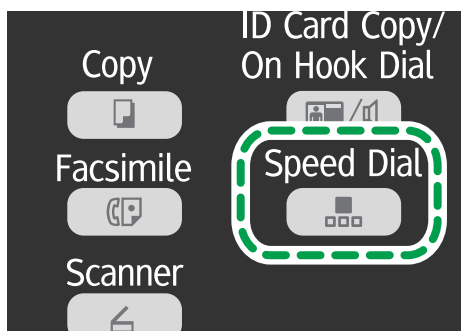 Copy
ID Card Copy/
On Hook Dial
Facsimile
Speed Dial
Scanner